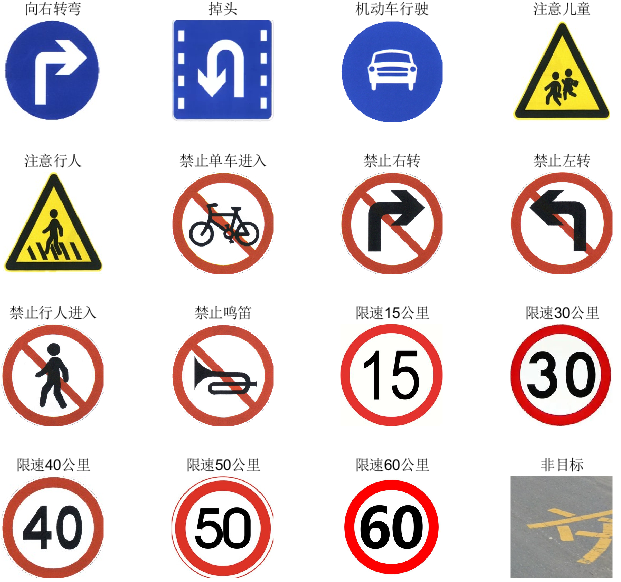 向右转弯
掉头
机动车行驶
注意儿童
注意行人
禁止单车进入
禁止右转
禁止左转
禁止行人进入
禁止鸣笛
限速15公里
限速30公里
15
30
限速40公里
限速50公里
限速60公里
非目标
40
50
60